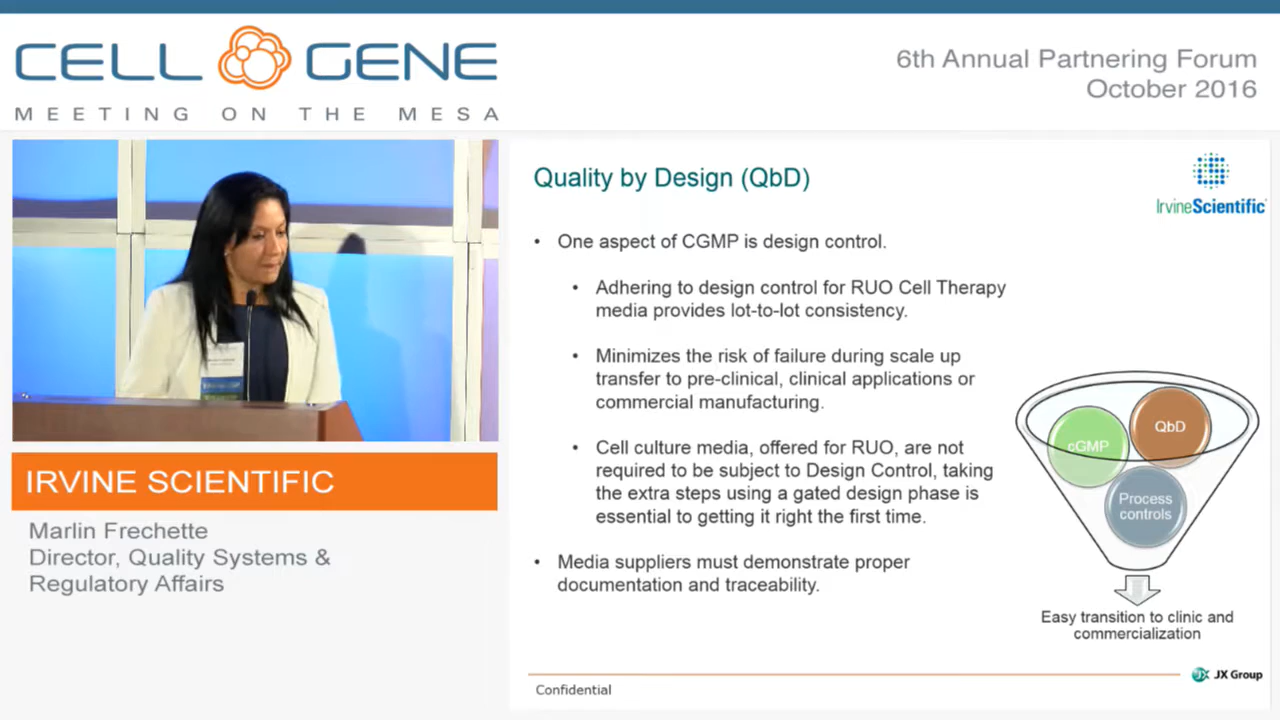 CELL GENE
MEETING ON THE MESA
6th Annual Partnering Forum
October 2016
IRVINE SCIENTIFIC
Marlin Frechette
Director, Quality Systems &
Regulatory Affairs
Quality by Design (QbD)
IrvineScientific
• One aspect of CGMP is design control.
• Adhering to design control for RUO Cell Therapy
media provides lot-to-lot consistency.
• Minimizes the risk of failure during scale up
transfer to pre-clinical, clinical applications or
commercial manufacturing.
• Cell culture media, offered for RUO, are not
required to be subject to Design Control, taking
the extra steps using a gated design phase is
essential to getting it right the first time.
• Media suppliers must demonstrate proper
documentation and traceability.
cGMP
QbD
Process
controls
Easy transition to clinic and
commercialization
Confidential
JX Group